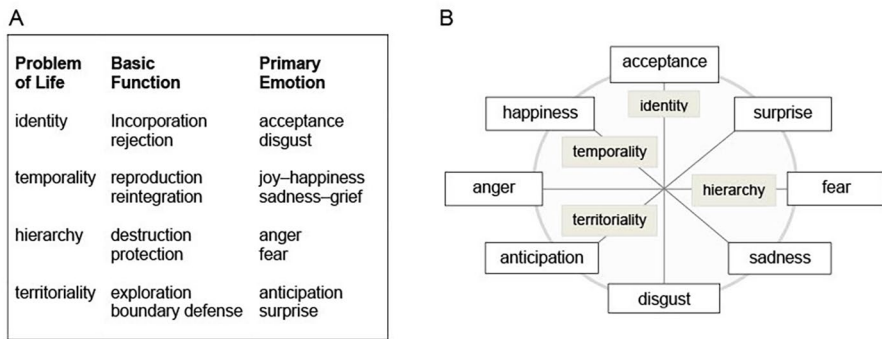 A
Problem of Life Basic Function Primary Emotion
identity Incorporation acceptance
rejection disgust
temporality reproduction joy–happiness
reintegration sadness–grief
hierarchy destruction anger
protection fear
territoriality exploration anticipation
boundary defense surprise
B
acceptance
identity
happiness surprise
temporality
anger hierarchy fear
territoriality
anticipation sadness
disgust